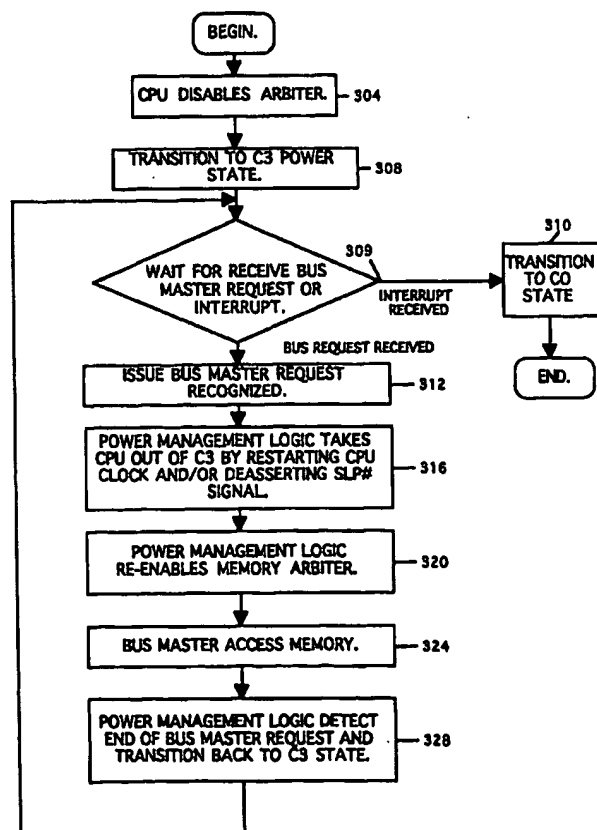 BEGIN.
CPU DISABLES ARBITER.
304
TRANSITION TO C3 POWER
STATE.
308
309
WAIT FOR RECEIVE BUS
MASTER REQUEST OR
INTERRUPT.
INTERRUPT
RECEIVED
310
TRANSITION
TO C0
STATE
END.
BUS REQUEST RECEIVED
ISSUE BUS MASTER REQUEST
RECOGNIZED.
312
POWER MANAGEMENT LOGIC TAKES
CPU OUT OF C3 BY RESTARTING CPU
CLOCK AND/OR DEASSERTING SLP#
SIGNAL.
316
POWER MANAGEMENT LOGIC
RE-ENABLES MEMORY ARBITER.
320
BUS MASTER ACCESS MEMORY.
324
POWER MANAGEMENT LOGIC DETECT
END OF BUS MASTER REQUEST AND
TRANSITION BACK TO C3 STATE.
328